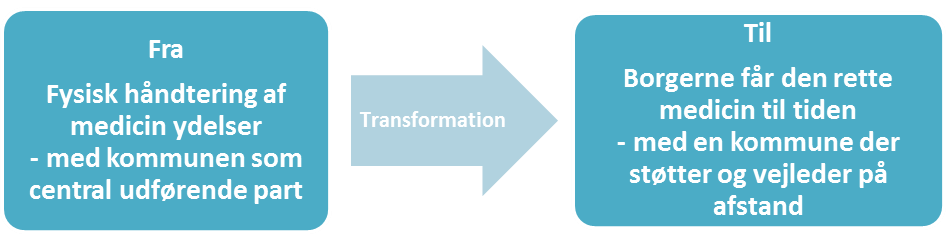 Fra
Fysisk håndtering af
medicin ydelser
- med kommunen som
central udførende part
Transformation
Til
Borgerne får den rette
medicin til tiden
- med en kommune der
støtter og vejleder på
afstand